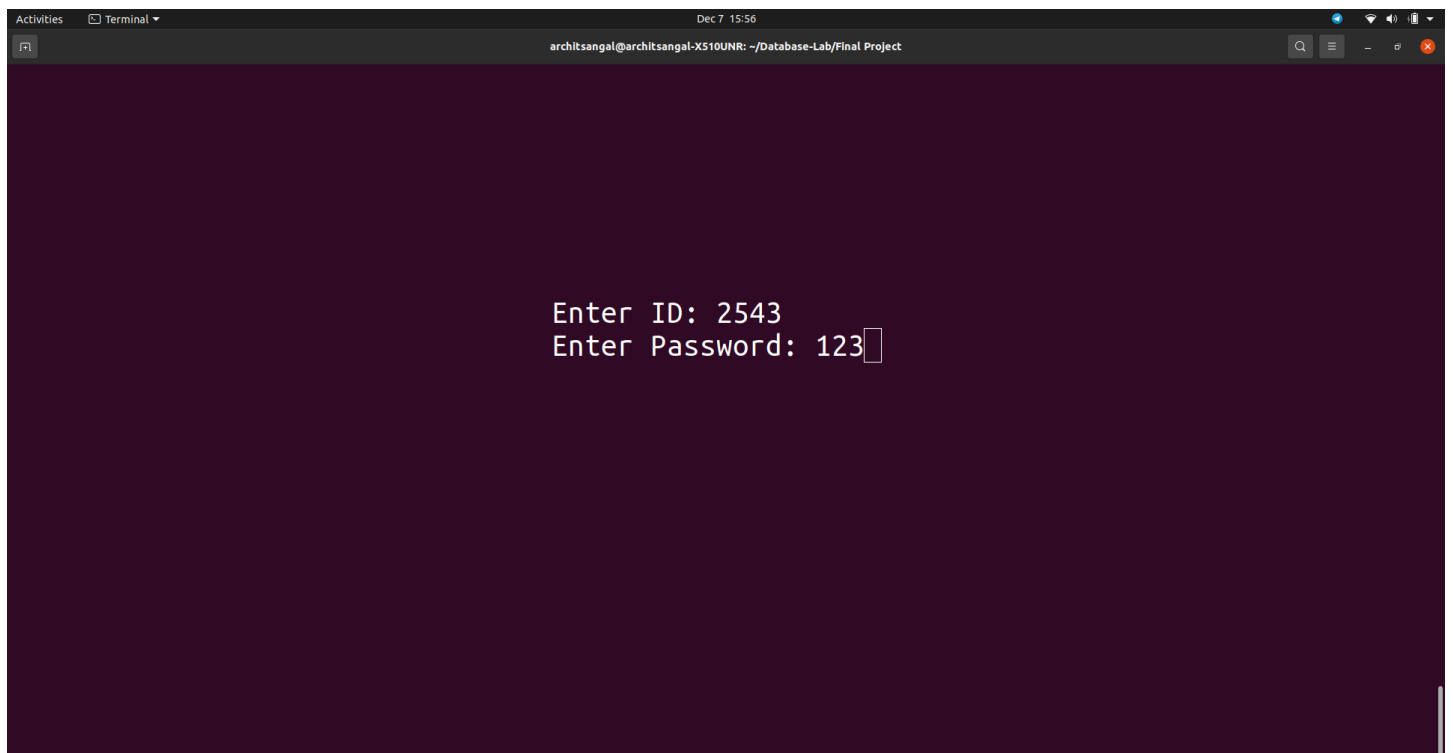 Activities Terminal Dec 7 15:56
architsangal@architsangal-X510UNR: ~/Database-Lab/Final Project
Enter ID: 2543
Enter Password: 123